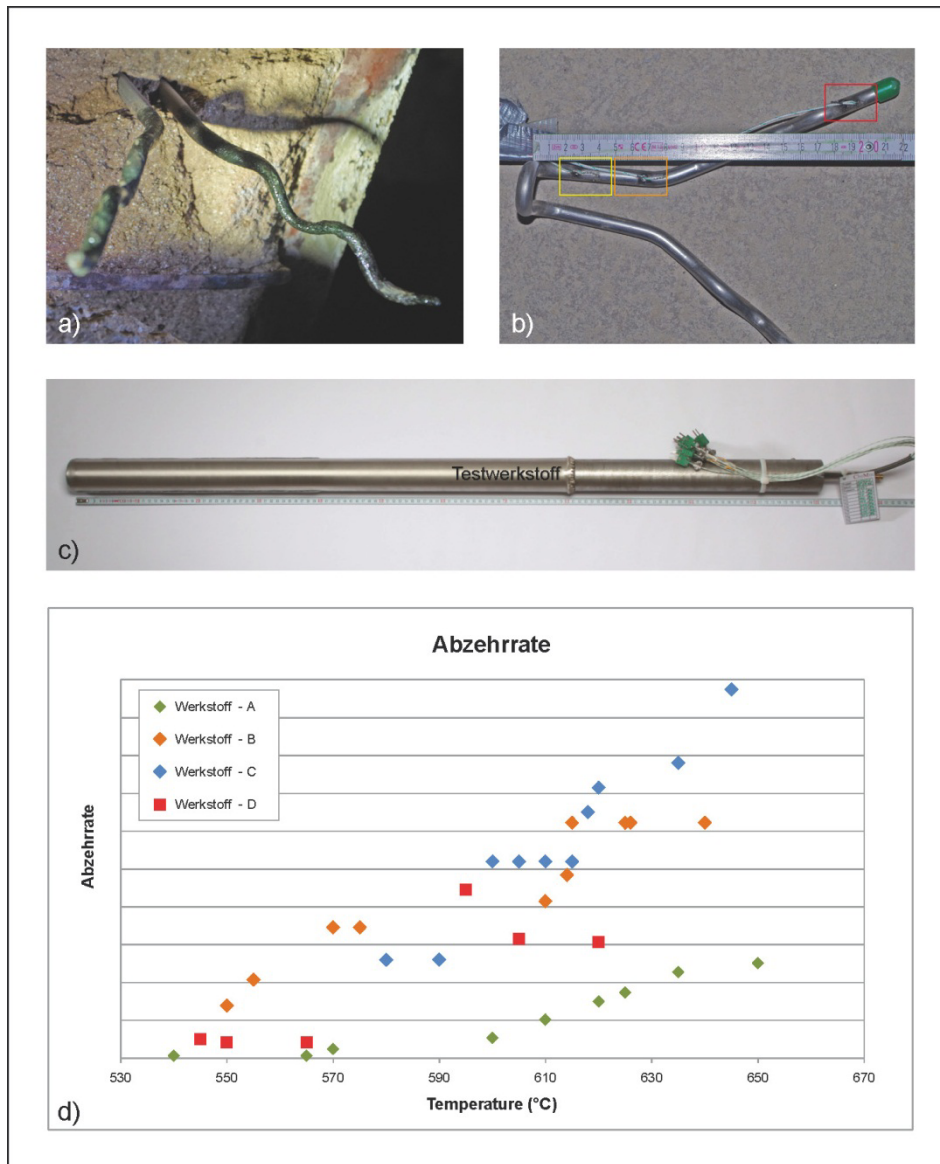 a)
b)
Testwerkstoff
c)
Abzehrrate
Werkstoff - A
Werkstoff - B
Werkstoff - C
Werkstoff - D
Abzehrrate
530 550 570 590 610 630 650 670
Temperature (°C)
d)